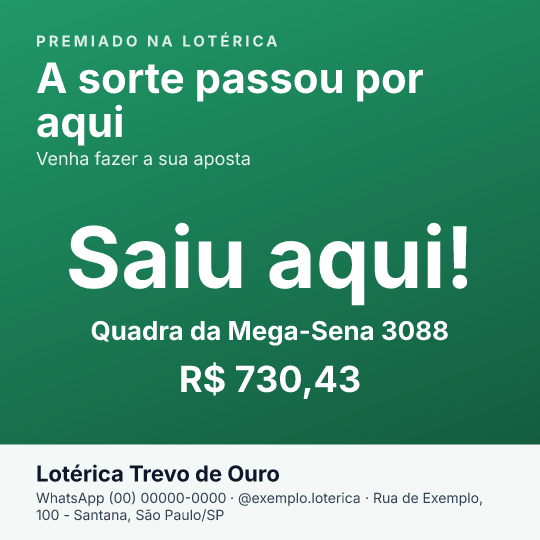 PREMIADO NA LOTÉRICA
A sorte passou por
aqui
Venha fazer a sua aposta
Saiu aqui!
Quadra da Mega-Sena 3088
R$ 730,43
Lotérica Trevo de Ouro
WhatsApp (00) 00000-0000 · @exemplo.loterica · Rua de Exemplo,
100 - Santana, São Paulo/SP